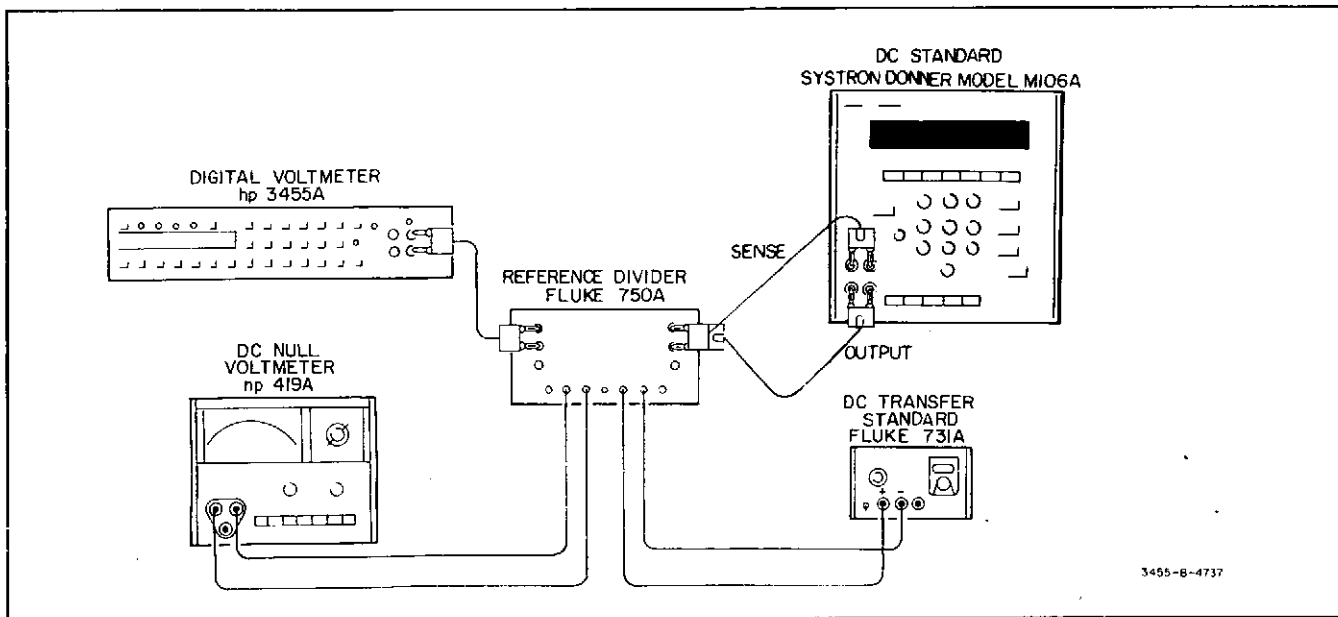 DC STANDARD
SYSTRON DONNER MODEL M106A
DIGITAL VOLTMETER
hp 3455A
SENSE
REFERENCE DIVIDER
FLUKE 750A
OUTPUT
DC NULL
VOLTMETER
np 419A
DC TRANSFER
STANDARD
FLUKE 731A
+ −
3455-B-4737